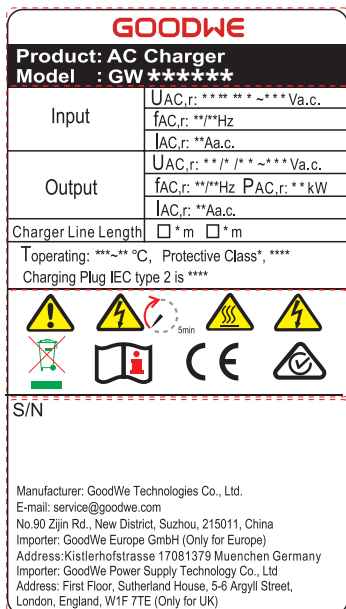 GOODWE
Product: AC Charger
Model : GW******
Input
UAC,r: ****** ** * ~*** Va.c.
fAC,r: **/**Hz
IAC,r: **Aa.c.
Output
UAC,r: **/* /** ~*** Va.c.
fAC,r: **/**Hz PAC,r: ** kW
IAC,r: **Aa.c.
Charger Line Length □ * m □ * m
Toperating: ***~** °C, Protective Class*, ****
Charging Plug IEC type 2 is ****
5min
CE
S/N
Manufacturer: GoodWe Technologies Co., Ltd.
E-mail: service@goodwe.com
No.90 Zijin Rd., New District, Suzhou, 215011, China
Importer: GoodWe Europe GmbH (Only for Europe)
Address:Kistlerhofstrasse 17081379 Muenchen Germany
Importer: GoodWe Power Supply Technology Co., Ltd
Address: First Floor, Sutherland House, 5-6 Argyll Street,
London, England, W1F 7TE (Only for UK)